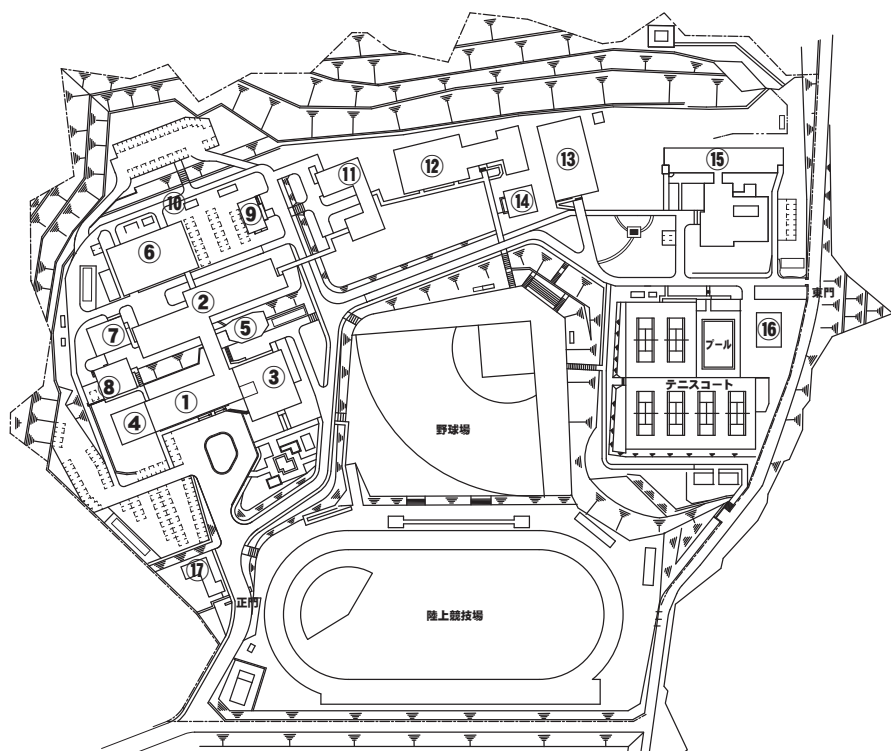 ⑫
⑬
⑮
⑪
⑭
⑩
⑨
⑥
②
東門
⑤
⑯
プール
⑦
③
テニスコート
⑧
①
④
野球場
⑰
正門
陸上競技場